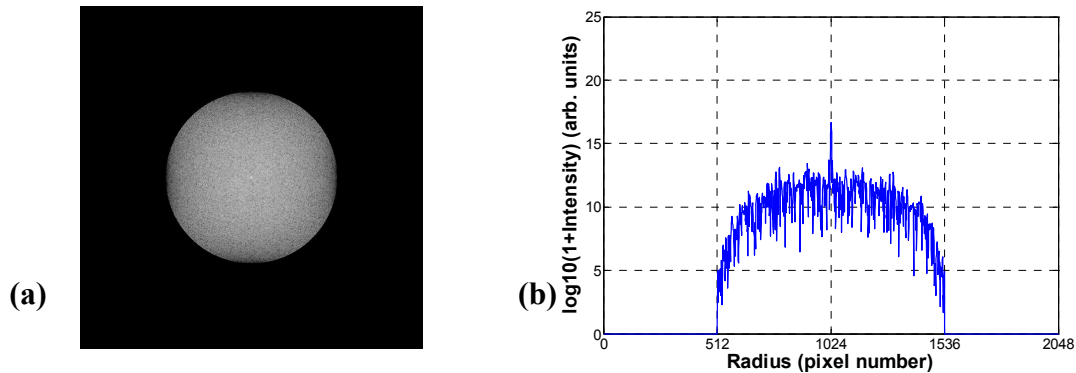 (a)
(b)
log10(1+Intensity) (arb. units)
25
20
15
10
5
0
0 512 1024 1536 2048
Radius (pixel number)